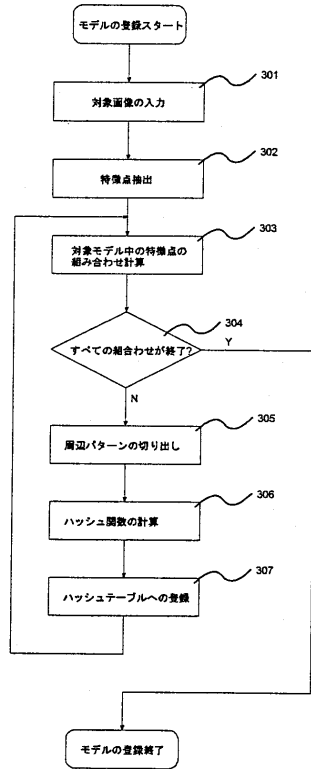 モデルの登録スタート
301
対象画像の入力
302
特徴点抽出
303
対象モデル中の特徴点の
組み合わせ計算
304
すべての組合わせが終了?
Y
N
305
周辺パターンの切り出し
306
ハッシュ関数の計算
307
ハッシュテーブルへの登録
モデルの登録終了